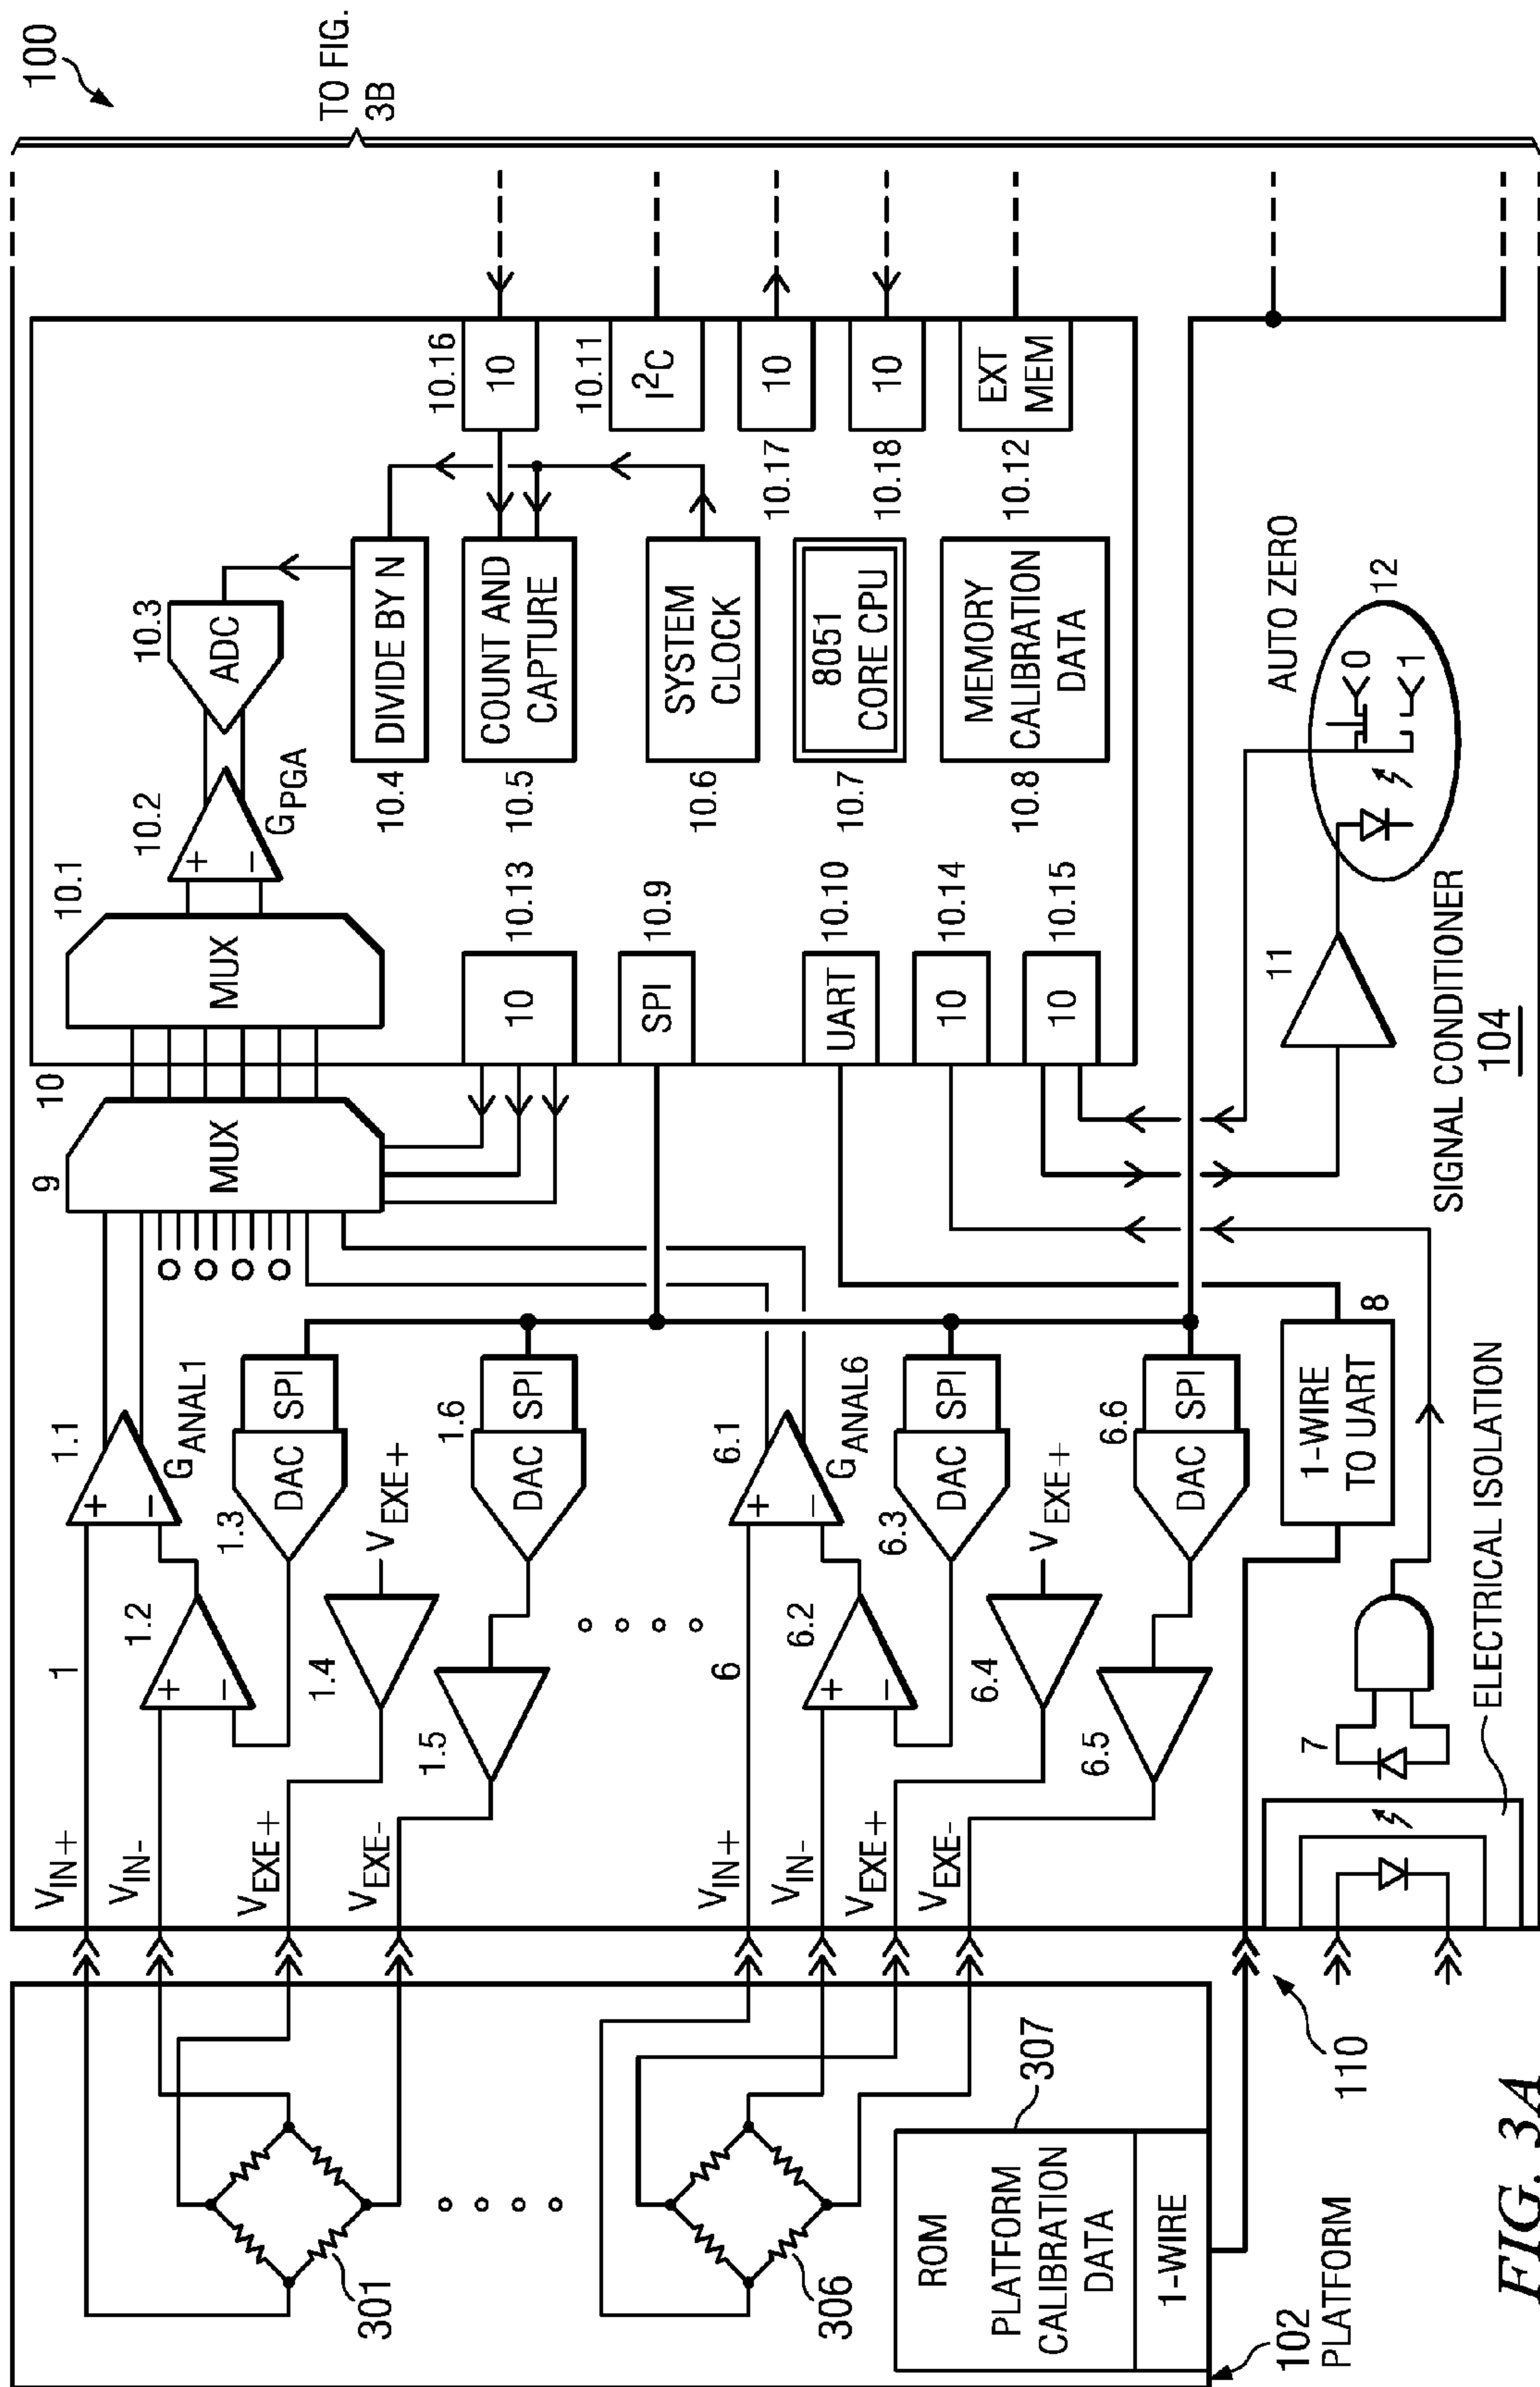 100
TO FIG.
3B
301
306
307
ROM
PLATFORM
CALIBRATION
DATA
1-WIRE
102
PLATFORM
110
VIN+
VIN-
VEXE+
VEXE-
VIN+
VIN-
VEXE+
VEXE-
1
1.1
+
-
GANAL1
1.2
+
-
1.3
DAC
SPI
1.4
VEXE+
1.5
1.6
DAC
SPI
6
6.1
+
-
GANAL6
6.2
+
-
6.3
DAC
SPI
6.4
VEXE+
6.5
6.6
DAC
SPI
7
ELECTRICAL ISOLATION
1-WIRE
TO UART
8
9
MUX
10
10.1
MUX
10.2
+
-
GPGA
10.3
ADC
10.4
DIVIDE BY N
10.5
COUNT AND
CAPTURE
10.6
SYSTEM
CLOCK
10.7
8051
CORE CPU
10.8
MEMORY
CALIBRATION
DATA
10
10.13
SPI
10.9
UART
10.10
10
10.14
10
10.15
10.16
10
10.11
I2C
10.17
10
10.18
10
10.12
EXT
MEM
11
AUTO ZERO
12
0
1
SIGNAL CONDITIONER
104
FIG. 3A